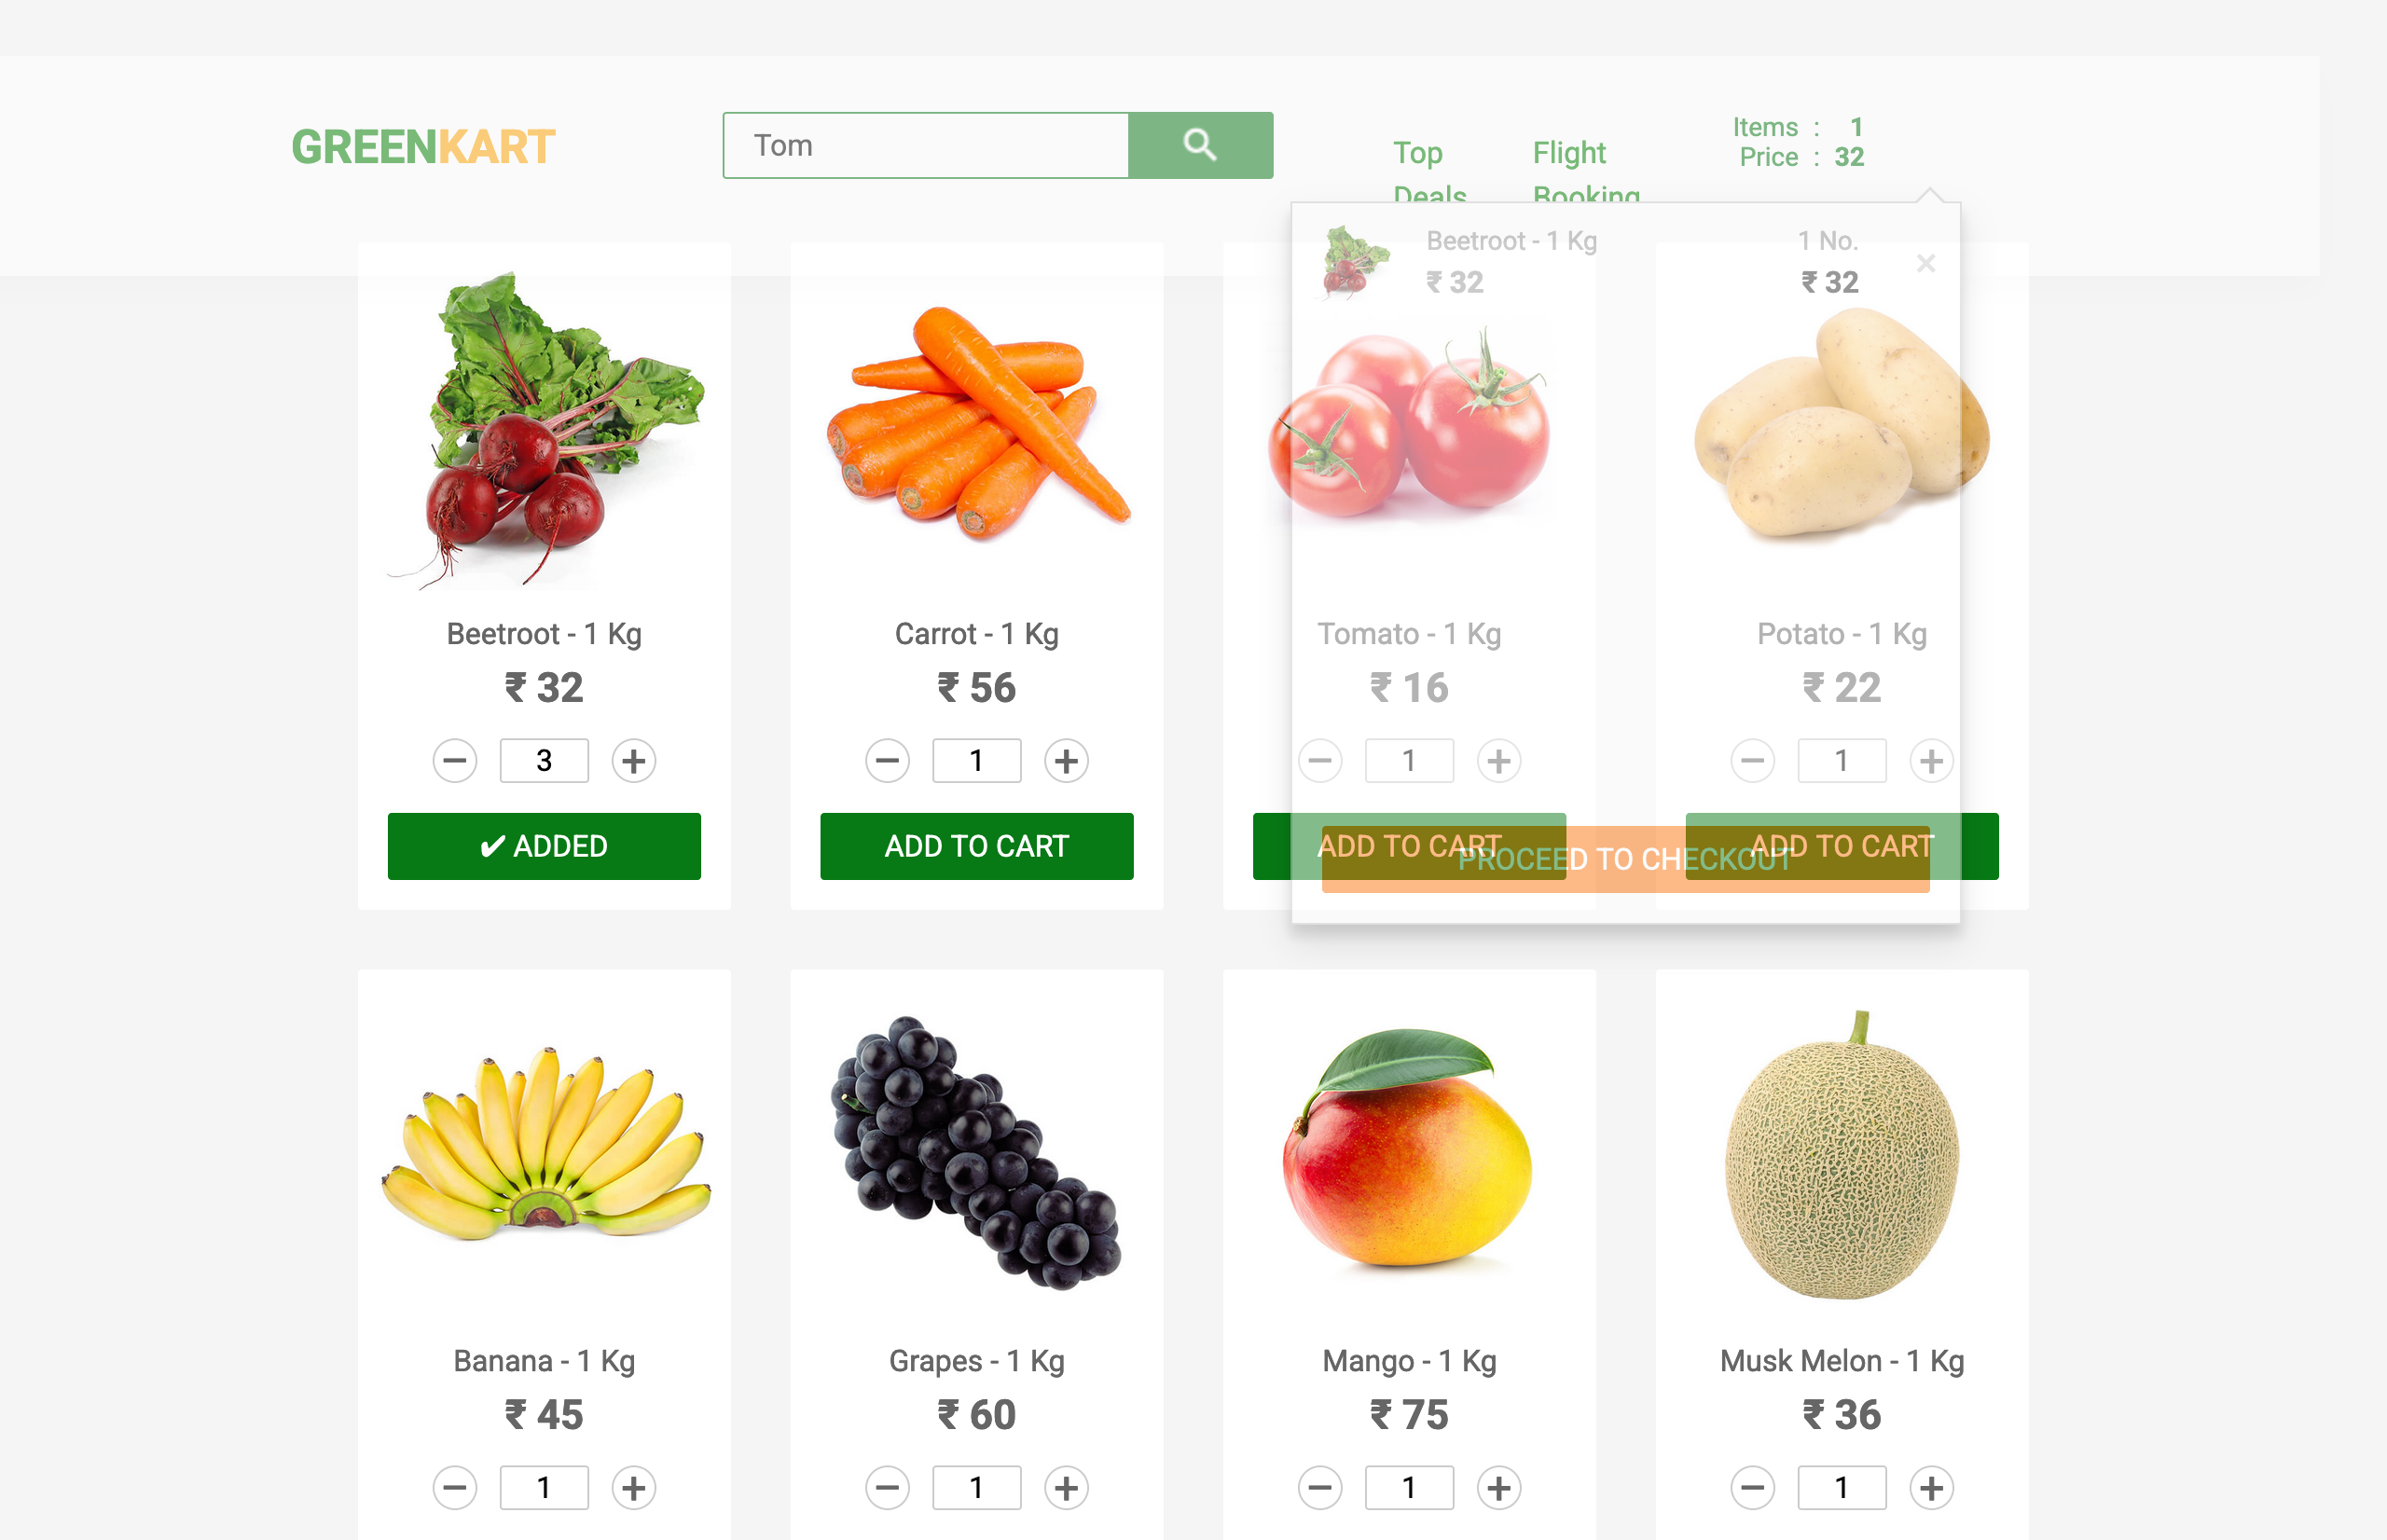 GREENKART
Tom
Top
Deals
Flight
Booking
Items : 1
Price : 32
Beetroot - 1 Kg
₹ 32
1 No.
₹ 32
×
Beetroot - 1 Kg
₹ 32
3
✔ ADDED
Carrot - 1 Kg
₹ 56
1
ADD TO CART
Tomato - 1 Kg
₹ 16
1
ADD TO CART
Potato - 1 Kg
₹ 22
1
ADD TO CART
PROCEED TO CHECKOUT
Banana - 1 Kg
₹ 45
1
Grapes - 1 Kg
₹ 60
1
Mango - 1 Kg
₹ 75
1
Musk Melon - 1 Kg
₹ 36
1